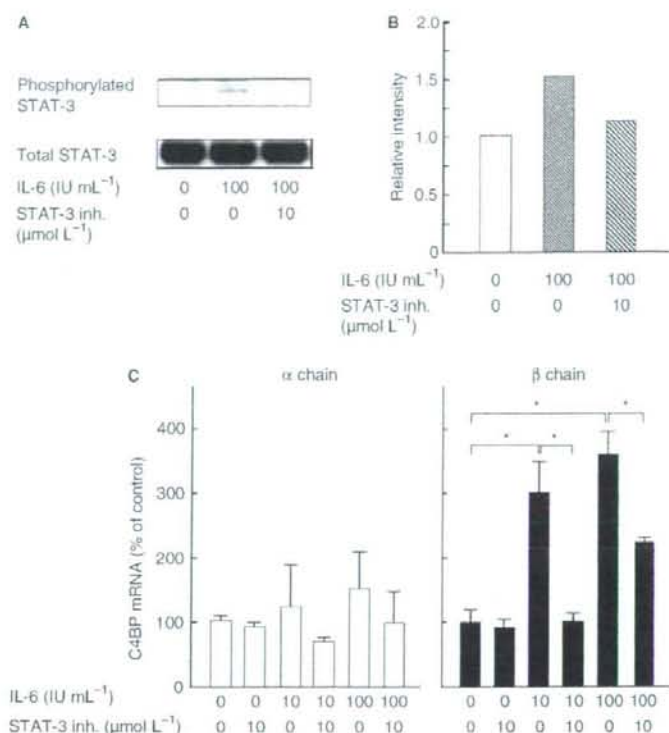 A
Phosphorylated
STAT-3
Total STAT-3
IL-6 (IU mL⁻¹) 0 100 100
STAT-3 inh. 0 0 10
(µmol L⁻¹)
B
Relative intensity
2.0
1.5
1.0
0.5
0
IL-6 (IU mL⁻¹) 0 100 100
STAT-3 inh. 0 0 10
(µmol L⁻¹)
C
α chain
β chain
C4BP mRNA (% of control)
400
300
200
100
0
* * * *
IL-6 (IU mL⁻¹) 0 0 10 10 100 100 0 0 10 10 100 100
STAT-3 inh. (µmol L⁻¹) 0 10 0 10 0 10 0 10 0 10 0 10